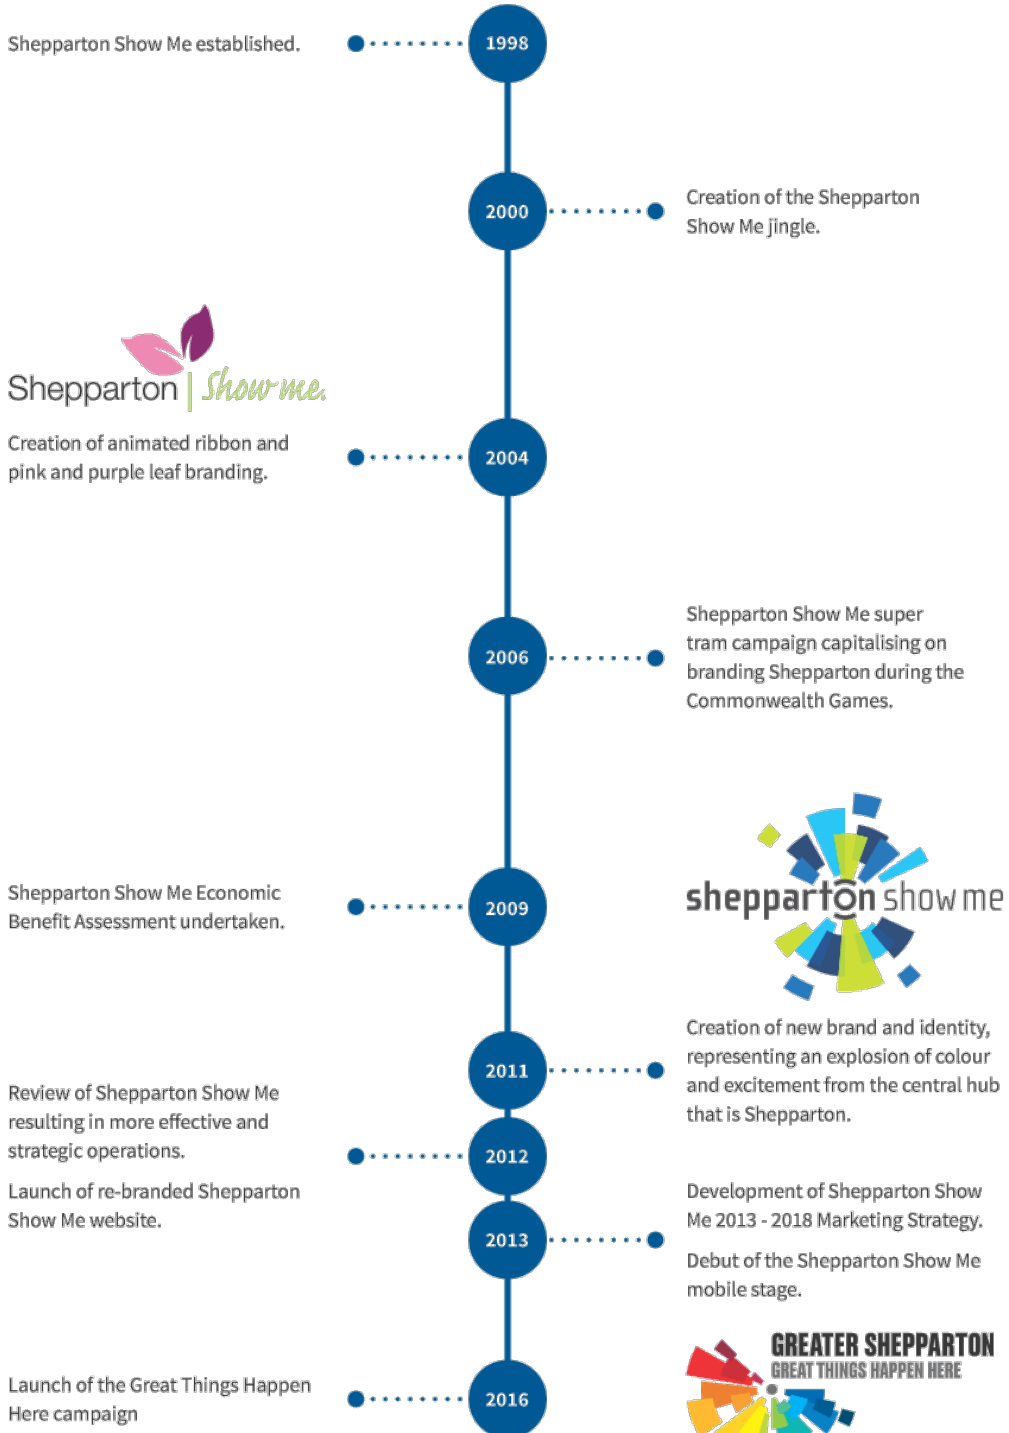 Shepparton Show Me established.
1998
2000
Creation of the Shepparton
Show Me jingle.
Shepparton | Show me.
Creation of animated ribbon and
pink and purple leaf branding.
2004
2006
Shepparton Show Me super
tram campaign capitalising on
branding Shepparton during the
Commonwealth Games.
Shepparton Show Me Economic
Benefit Assessment undertaken.
2009
shepparton show me
Creation of new brand and identity,
representing an explosion of colour
and excitement from the central hub
that is Shepparton.
2011
Review of Shepparton Show Me
resulting in more effective and
strategic operations.
Launch of re-branded Shepparton
Show Me website.
2012
2013
Development of Shepparton Show
Me 2013 - 2018 Marketing Strategy.
Debut of the Shepparton Show Me
mobile stage.
Launch of the Great Things Happen
Here campaign
2016
GREATER SHEPPARTON
GREAT THINGS HAPPEN HERE